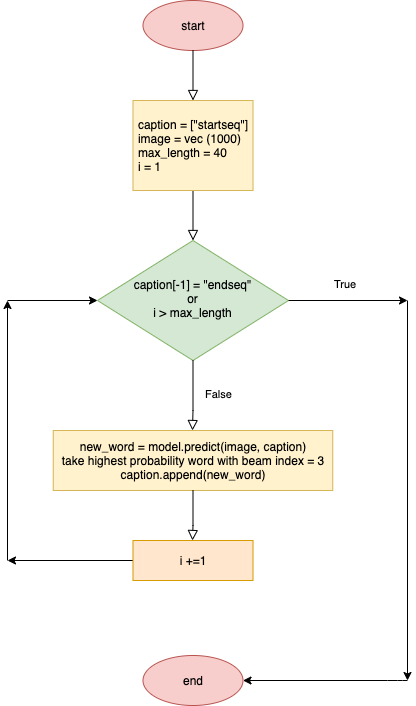 start
caption = ["startseq"]
image = vec (1000)
max_length = 40
i = 1
caption[-1] = "endseq"
or
i > max_length
True
False
new_word = model.predict(image, caption)
take highest probability word with beam index = 3
caption.append(new_word)
i +=1
end